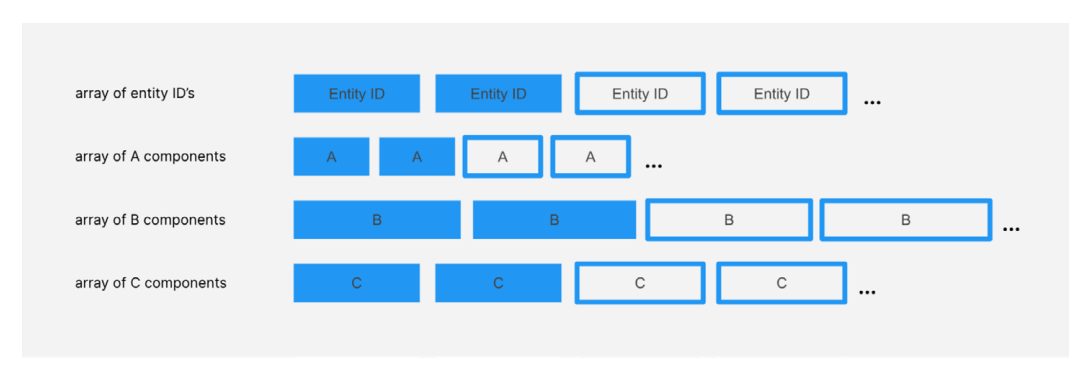 array of entity ID's Entity ID Entity ID Entity ID Entity ID ...
array of A components A A A A ...
array of B components B B B B ...
array of C components C C C C ...